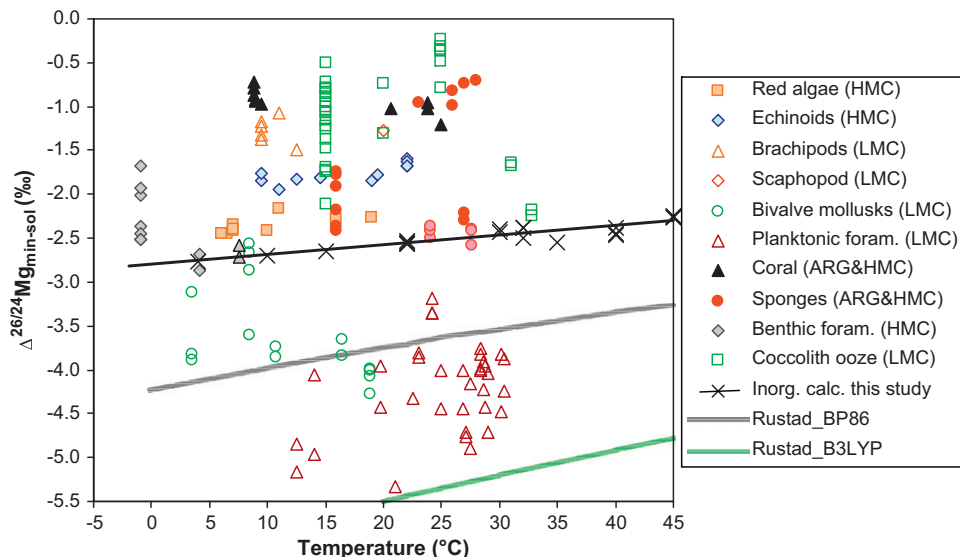 0.0
-0.5
-1.0
-1.5
-2.0
-2.5
-3.0
-3.5
-4.0
-4.5
-5.0
-5.5
Δ26/24Mgmin-sol (‰)
-5 0 5 10 15 20 25 30 35 40 45
Temperature (°C)
Red algae (HMC)
Echinoids (HMC)
Brachipods (LMC)
Scaphopod (LMC)
Bivalve mollusks (LMC)
Planktonic foram. (LMC)
Coral (ARG&HMC)
Sponges (ARG&HMC)
Benthic foram. (HMC)
Coccolith ooze (LMC)
Inorg. calc. this study
Rustad_BP86
Rustad_B3LYP